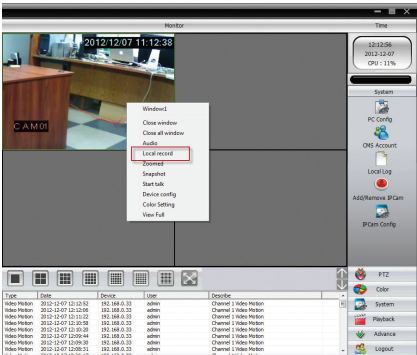 Monitor
Time
2012/12/07 11:12:38
CAM01
Window:1
Close window
Close all window
Audio
Local record
Zoomed
Snapshot
Start talk
Device config
Color Setting
View Full
12:12:56
2012-12-07
CPU : 11%
System
PC Config
CMS Account
Local Log
Add/Remove IPCam
IPCam Config
PTZ
Color
System
Playback
Advance
Logout
Type Date Device User Describe
Video Motion 2012-12-07 12:12:52 192.168.0.33 admin Channel 1 Video Motion
Video Motion 2012-12-07 12:12:06 192.168.0.33 admin Channel 1 Video Motion
Video Motion 2012-12-07 12:11:22 192.168.0.33 admin Channel 1 Video Motion
Video Motion 2012-12-07 12:10:58 192.168.0.33 admin Channel 1 Video Motion
Video Motion 2012-12-07 12:10:20 192.168.0.33 admin Channel 1 Video Motion
Video Motion 2012-12-07 12:09:44 192.168.0.33 admin Channel 1 Video Motion
Video Motion 2012-12-07 12:09:30 192.168.0.33 admin Channel 1 Video Motion
Video Motion 2012-12-07 12:08:31 192.168.0.33 admin Channel 1 Video Motion